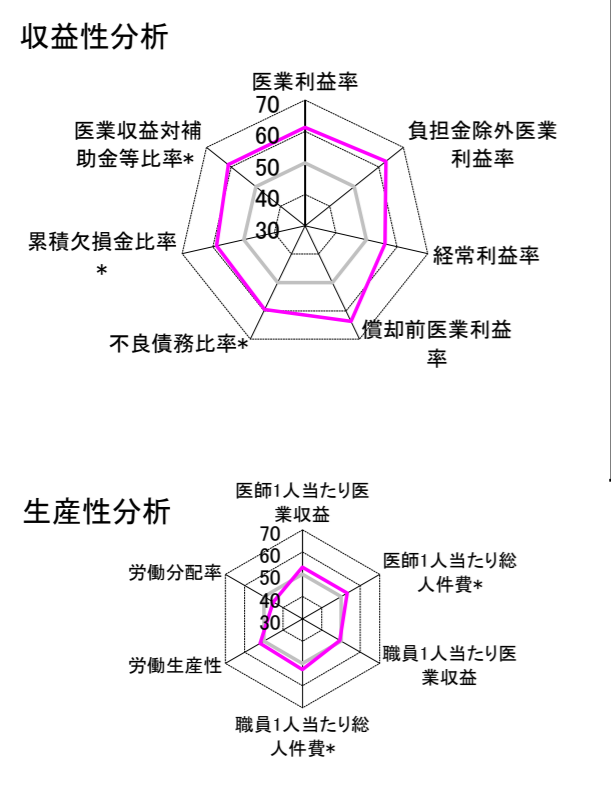 収益性分析
医業利益率
負担金除外医業
利益率
経常利益率
償却前医業利益
率
不良債務比率*
累積欠損金比率
*
医業収益対補
助金等比率*
70
60
50
40
30
生産性分析
医師1人当たり医
業収益
医師1人当たり総
人件費*
職員1人当たり医
業収益
職員1人当たり総
人件費*
労働生産性
労働分配率
70
60
50
40
30